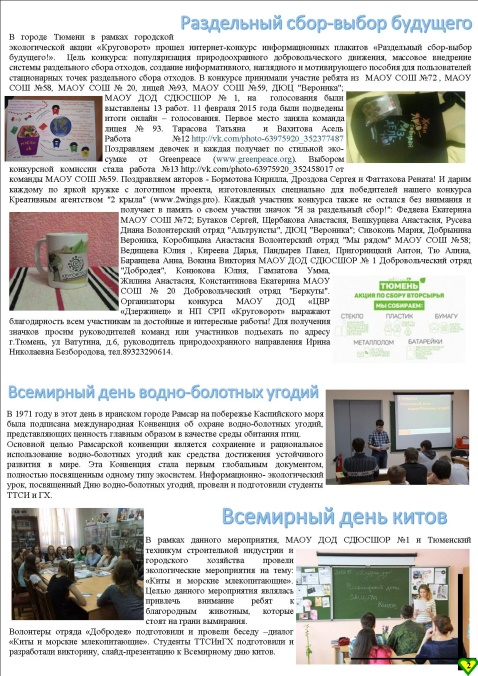 Раздельный сбор-выбор будущего
В городе Тюмени в рамках городской
экологической акции «Круговорот» прошел интернет-конкурс информационных плакатов «Раздельный сбор-выбор
будущего!». Цель конкурса: популяризация природоохранного добровольческого движения, массовое внедрение
системы раздельного сбора отходов, создание информативного, наглядного и мотивирующего пособия для пользователей
стационарных точек раздельного сбора отходов. В конкурсе принимали участие ребята из МАОУ СОШ №72 , МАОУ
СОШ №58, МАОУ СОШ № 20, лицей №93, МАОУ СОШ №59, ДЮЦ "Вероника";
МАОУ ДОД СДЮСШОР № 1, на голосования были
выставлены 13 работ. 11 февраля 2015 года были подведены
итоги онлайн – голосования. Первое место заняла команда
лицея № 93. Тарасова Татьяна и Вахитова Асель
Работа №12 http://vk.com/photo-63975920_352377487
Поздравляем девочек и каждая получает по стильной эко-
сумке от Greenpeace (www.greenpeace.org). Выбором
конкурсной комиссии стала работа №13 http://vk.com/photo-63975920_352458017 от
команды МАОУ СОШ №59. Поздравляем авторов - Бормотова Кирилла, Дроздова Сергея и Фаттахова Рената! И дарим
каждому по яркой кружке с логотипом проекта, изготовленных специально для победителей нашего конкурса
Креативным агентством "2 крыла" (www.2wings.pro). Каждый участник конкурса также не остался без внимания и
получает в память о своем участии значок "Я за раздельный сбор!": Федяева Екатерина
МАОУ СОШ №72; Бутаков Сергей, Щербакова Анастасия, Вешкурцева Анастасия, Русева
Диана Волонтерский отряд "Альтруисты", ДЮЦ "Вероника"; Сивоконь Мария, Добрынина
Вероника, Коробицына Анастасия Волонтерский отряд "Мы рядом" МАОУ СОШ №58;
Ведищева Юлия , Киреева Дарья, Пандырев Павел, Пригорницкий Антон, Тю Алина,
Баранцева Анна, Вокина Виктория МАОУ ДОД СДЮСШОР № 1 Добровольческий отряд
"Добродея", Конюкова Юлия, Гамзатова Умма,
Жилина Анастасия, Константинова Екатерина МАОУ
СОШ № 20 Добровольческий отряд "Беркуты".
Организаторы конкурса МАОУ ДОД «ЦВР
«Дзержинец» и НП СРП «Круговорот» выражают
благодарность всем участникам за достойные и интересные работы! Для получения
значков просим руководителей команд или участников подъехать по адресу
г.Тюмень, ул Ватутина, д.6, руководитель природоохранного направления Ирина
Николаевна Безбородова, тел.89323290614.
ТЮМЕНЬ
АКЦИЯ ПО СБОРУ ВТОРСЫРЬЯ
МЫ СОБИРАЕМ:
СТЕКЛО ПЛАСТИК БУМАГУ
МЕТАЛЛОЛОМ БАТАРЕЙКИ
Всемирный день водно-болотных угодий
В 1971 году в этот день в иранском городе Рамсар на побережье Каспийского моря
была подписана международная Конвенция об охране водно-болотных угодий,
представляющих ценность главным образом в качестве среды обитания птиц.
Основной целью Рамсарской конвенции является сохранение и рациональное
использование водно-болотных угодий как средства достижения устойчивого
развития в мире. Эта Конвенция стала первым глобальным документом,
полностью посвященным одному типу экосистем. Информационно- экологический
урок, посвященный Дню водно-болотных угодий, провели и подготовили студенты
ТТСИ и ГХ.
Всемирный день китов
В рамках данного мероприятия, МАОУ ДОД СДЮСШОР №1 и Тюменский
техникум строительной индустрии и
городского хозяйства провели
экологические мероприятия на тему:
«Киты и морские млекопитающие».
Целью данного мероприятия являлась
привлечь внимание ребят к
благородным животным, которые
стоят на грани вымирания.
Волонтеры отряда «Добродея» подготовили и провели беседу –диалог
«Киты и морские млекопитающие». Студенты ТТСИиГХ подготовили и
разработали викторину, слайд-презентацию к Всемирному дню китов.